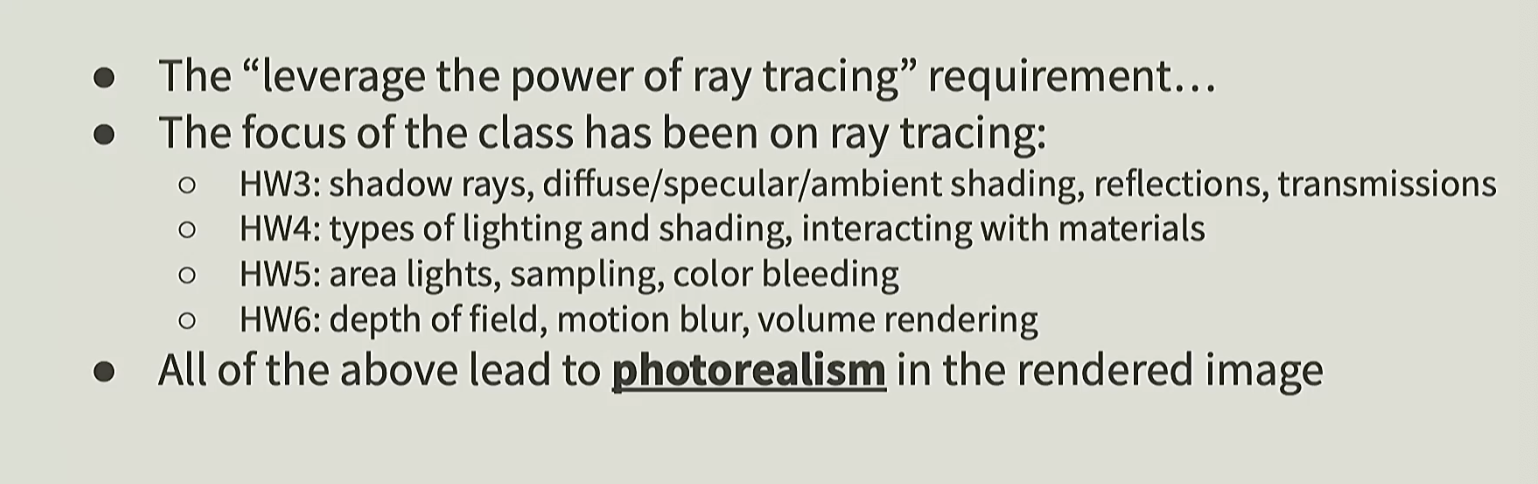 ● The “leverage the power of ray tracing” requirement…
● The focus of the class has been on ray tracing:
○ HW3: shadow rays, diffuse/specular/ambient shading, reflections, transmissions
○ HW4: types of lighting and shading, interacting with materials
○ HW5: area lights, sampling, color bleeding
○ HW6: depth of field, motion blur, volume rendering
● All of the above lead to photorealism in the rendered image